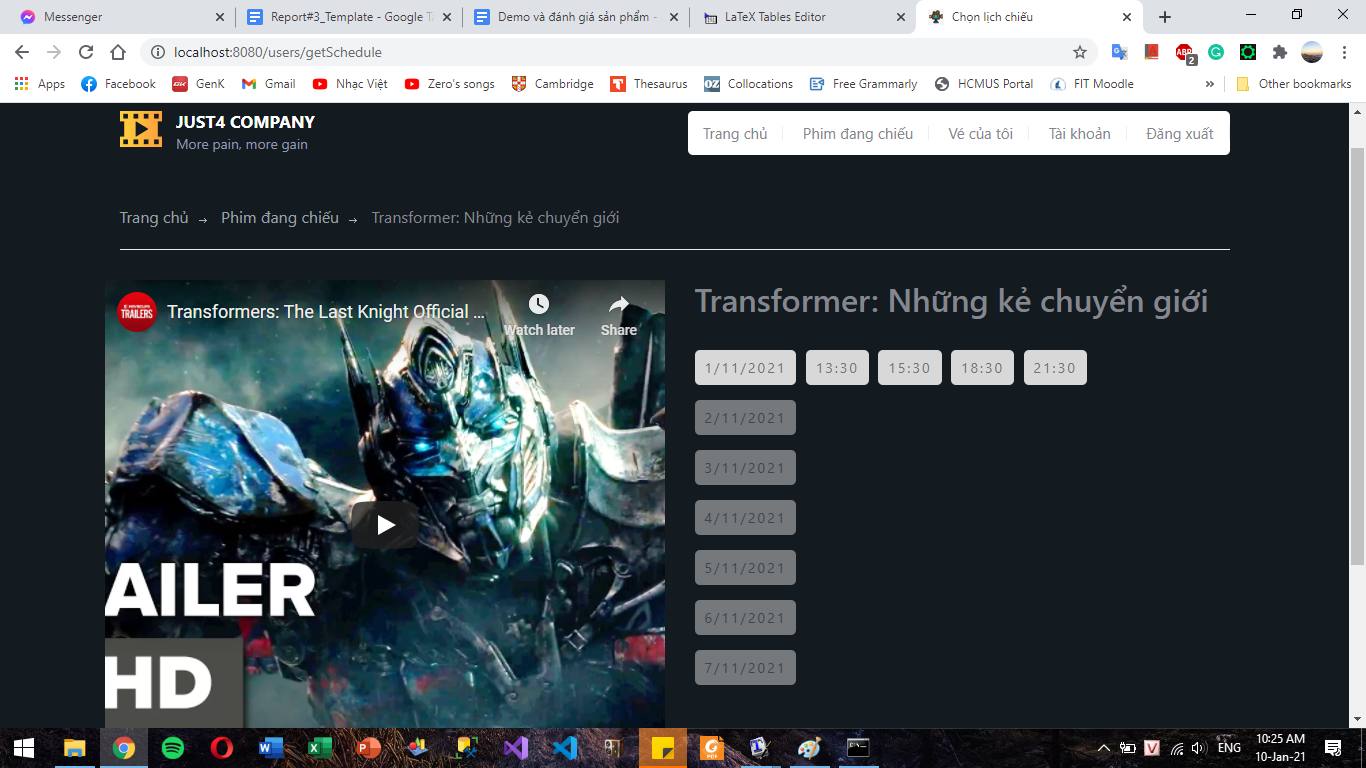 Messenger
Report#3_Template - Google Tà
Demo và đánh giá sản phẩm -
LaTeX Tables Editor
Chọn lịch chiếu
localhost:8080/users/getSchedule
2
Apps
Facebook
GenK
Gmail
Nhạc Việt
Zero's songs
Cambridge
Thesaurus
Collocations
Free Grammarly
HCMUS Portal
FIT Moodle
»
Other bookmarks
JUST4 COMPANY
More pain, more gain
Trang chủ
Phim đang chiếu
Vé của tôi
Tài khoản
Đăng xuất
Trang chủ → Phim đang chiếu → Transformer: Những kẻ chuyển giới
TRAILERS
Transformers: The Last Knight Official ...
Watch later
Share
AILER
HD
Transformer: Những kẻ chuyển giới
1/11/2021 13:30 15:30 18:30 21:30
2/11/2021
3/11/2021
4/11/2021
5/11/2021
6/11/2021
7/11/2021
ENG
10:25 AM
10-Jan-21